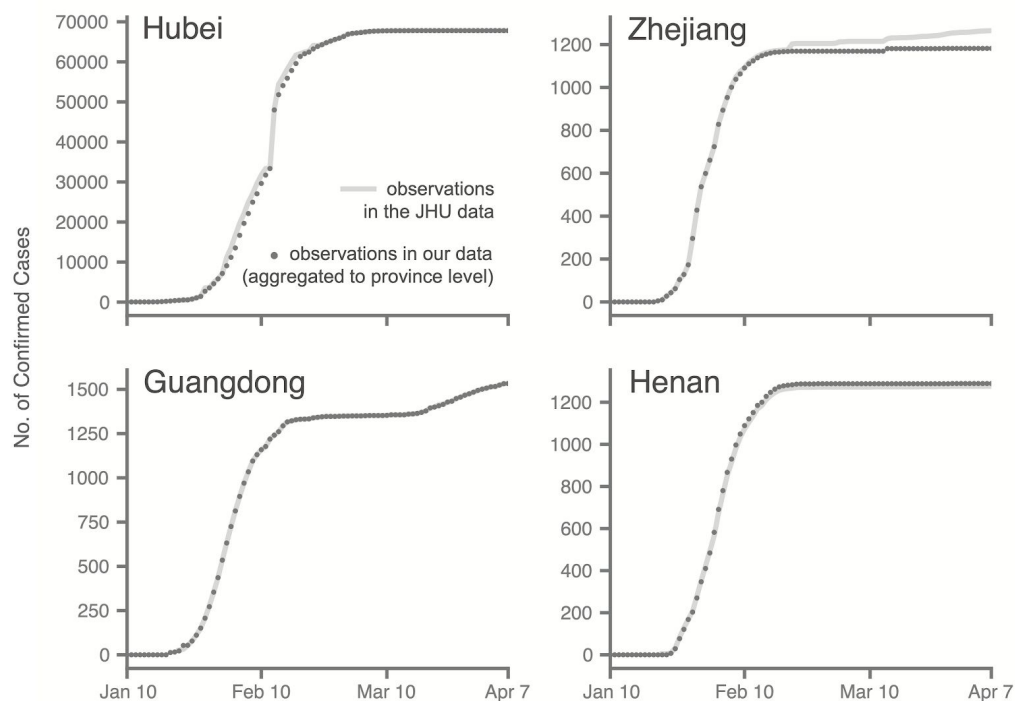 No. of Confirmed Cases
Hubei
70000
60000
50000
40000
30000
20000
10000
0
observations
in the JHU data
observations in our data
(aggregated to province level)
Zhejiang
1200
1000
800
600
400
200
0
Guangdong
1500
1250
1000
750
500
250
0
Jan 10 Feb 10 Mar 10 Apr 7
Henan
1200
1000
800
600
400
200
0
Jan 10 Feb 10 Mar 10 Apr 7